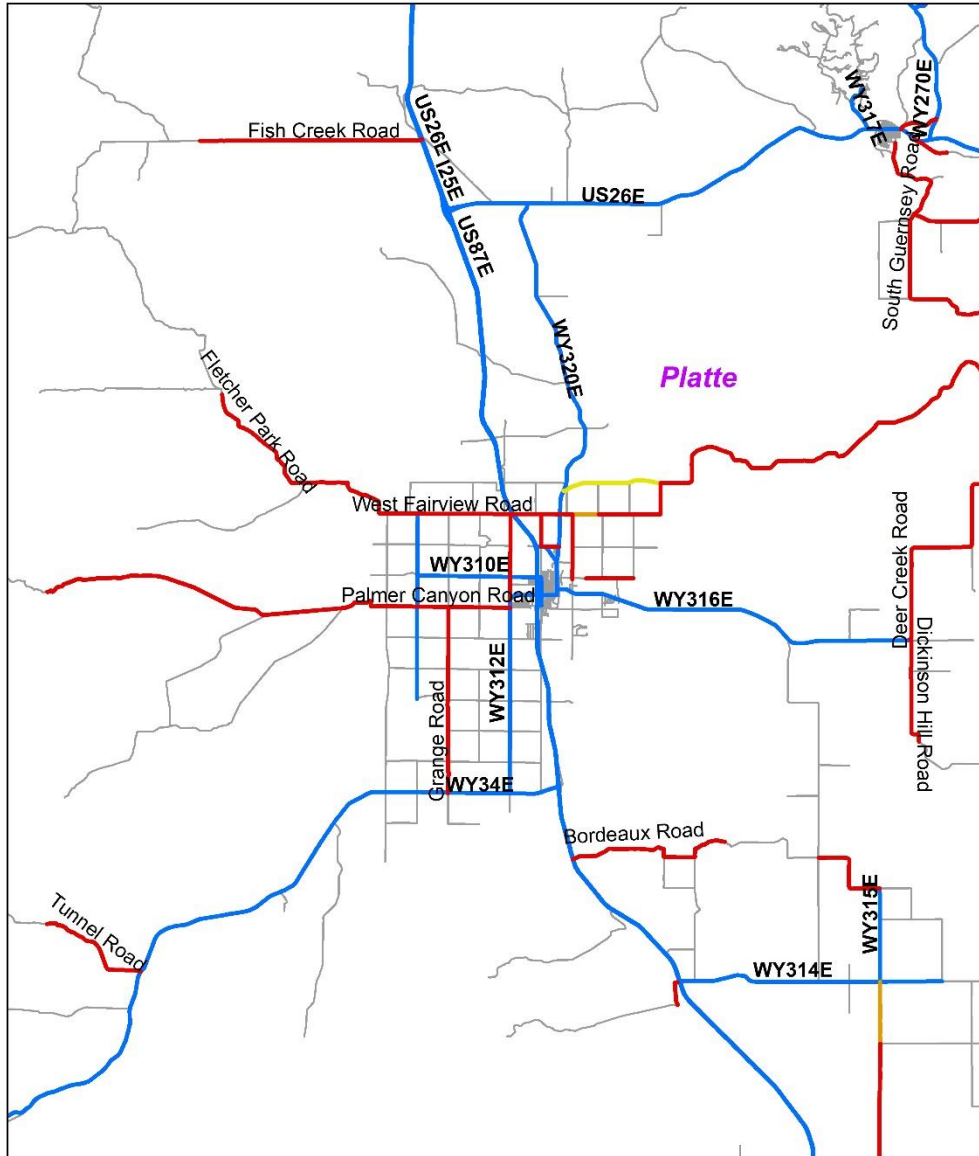 WY317E
WY270E
US26E
Fish Creek Road
I25E
US26E
US87E
South Guernsey Road
WY320E
Platte
Fletcher Park Road
West Fairview Road
Deer Creek Road
WY310E
Palmer Canyon Road
WY316E
Dickinson Hill Road
WY312E
Grange Road
WY34E
Bordeaux Road
WY315E
Tunnel Road
WY314E